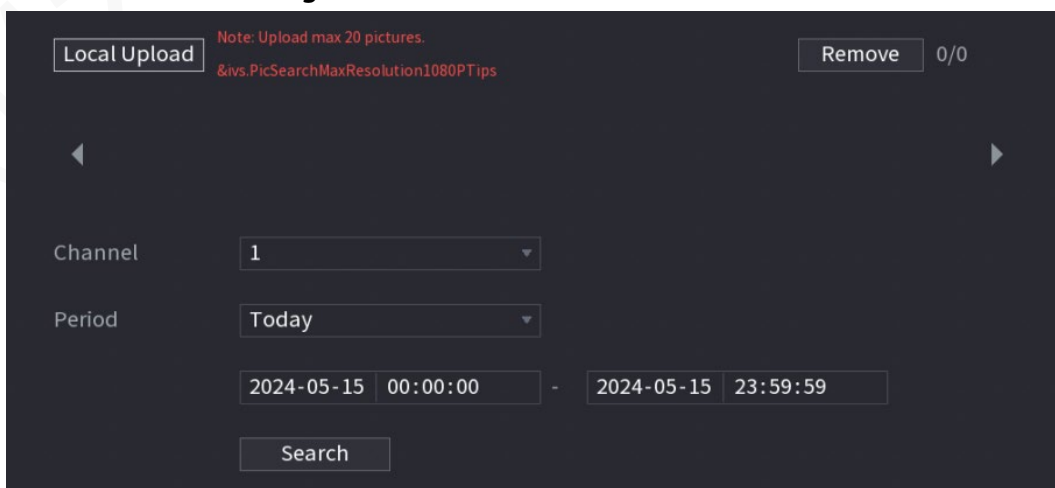 Local Upload
Note: Upload max 20 pictures.
&ivs.PicSearchMaxResolution1080PTips
Remove 0/0
Channel 1
Period Today
2024-05-15 00:00:00 - 2024-05-15 23:59:59
Search